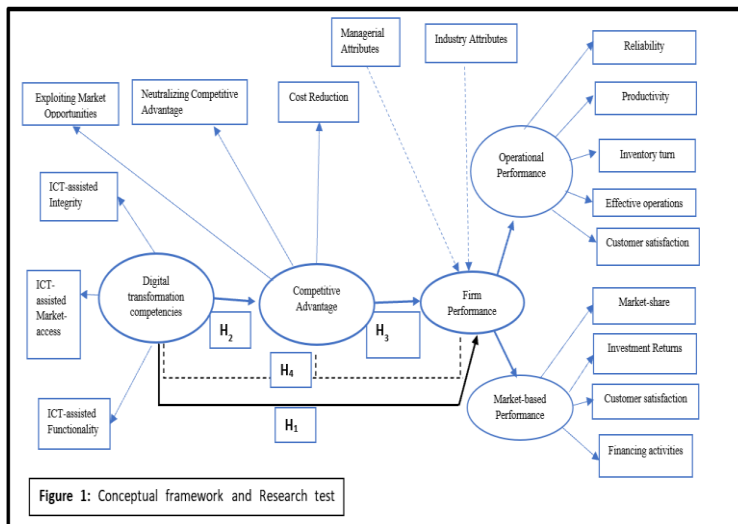 Managerial
Attributes
Industry Attributes
Reliability
Exploiting Market
Opportunities
Neutralizing Competitive
Advantage
Cost Reduction
Productivity
Operational
Performance
Inventory turn
ICT-assisted
Integrity
Effective operations
Customer satisfaction
ICT-
assisted
Market-
access
Digital
transformation
competencies
Competitive
Advantage
Firm
Performance
Market-share
H2
H3
Investment Returns
H4
Market-based
Performance
Customer satisfaction
ICT-assisted
Functionality
H1
Financing activities
Figure 1: Conceptual framework and Research test